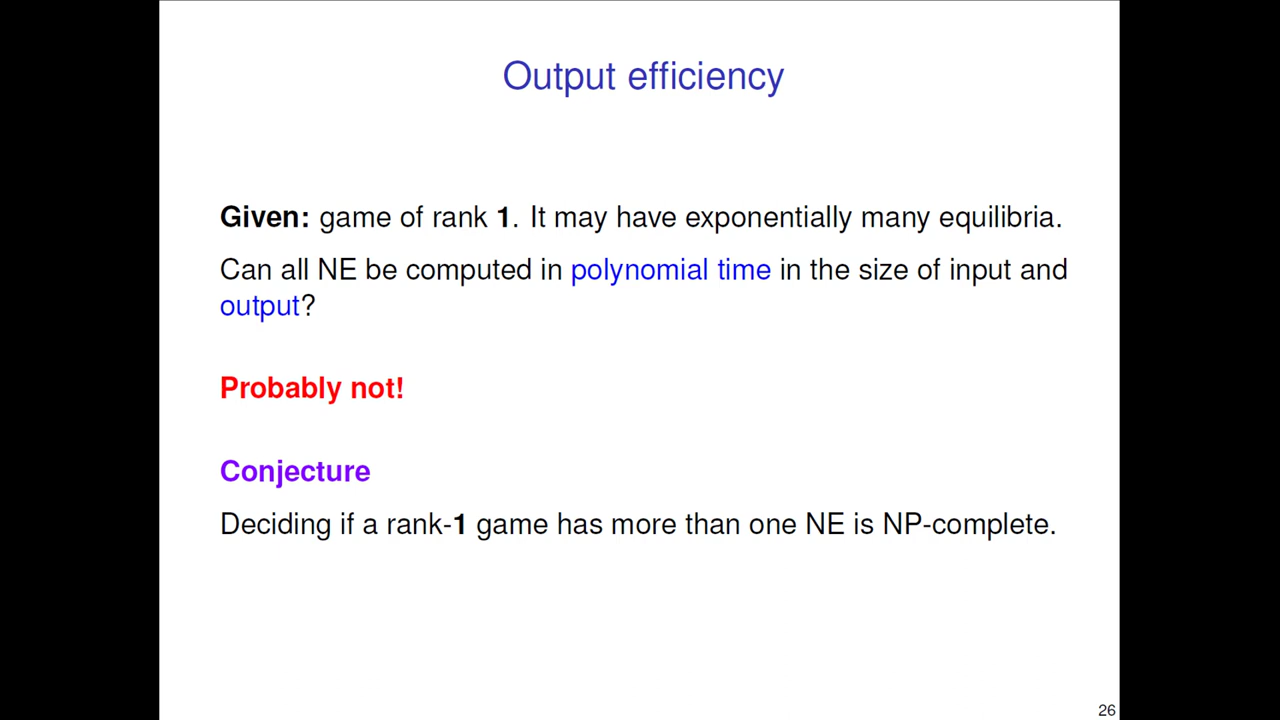 Output efficiency
Given: game of rank 1. It may have exponentially many equilibria.
Can all NE be computed in polynomial time in the size of input and
output?
Probably not!
Conjecture
Deciding if a rank-1 game has more than one NE is NP-complete.
26